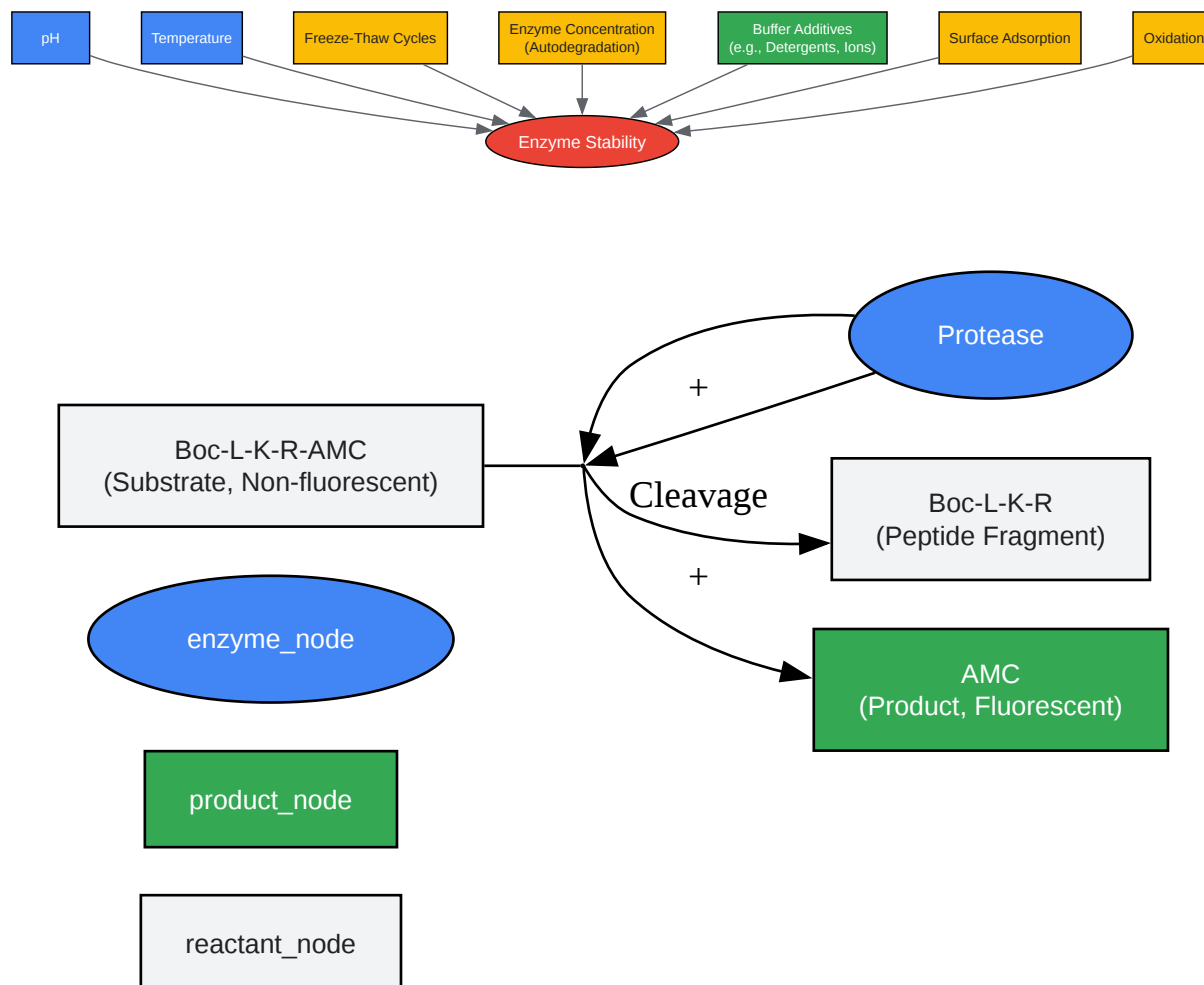 pH
Temperature
Freeze-Thaw Cycles
Enzyme Concentration
(Autodegradation)
Buffer Additives
(e.g., Detergents, Ions)
Surface Adsorption
Oxidation
Enzyme Stability
Protease
+
Boc-L-K-R-AMC
(Substrate, Non-fluorescent)
Cleavage
Boc-L-K-R
(Peptide Fragment)
+
enzyme_node
AMC
(Product, Fluorescent)
product_node
reactant_node